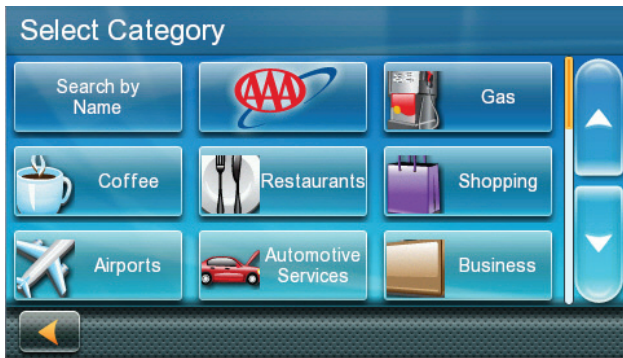 Select Category
Search by
Name
AAA
Gas
Coffee
Restaurants
Shopping
Airports
Automotive
Services
Business